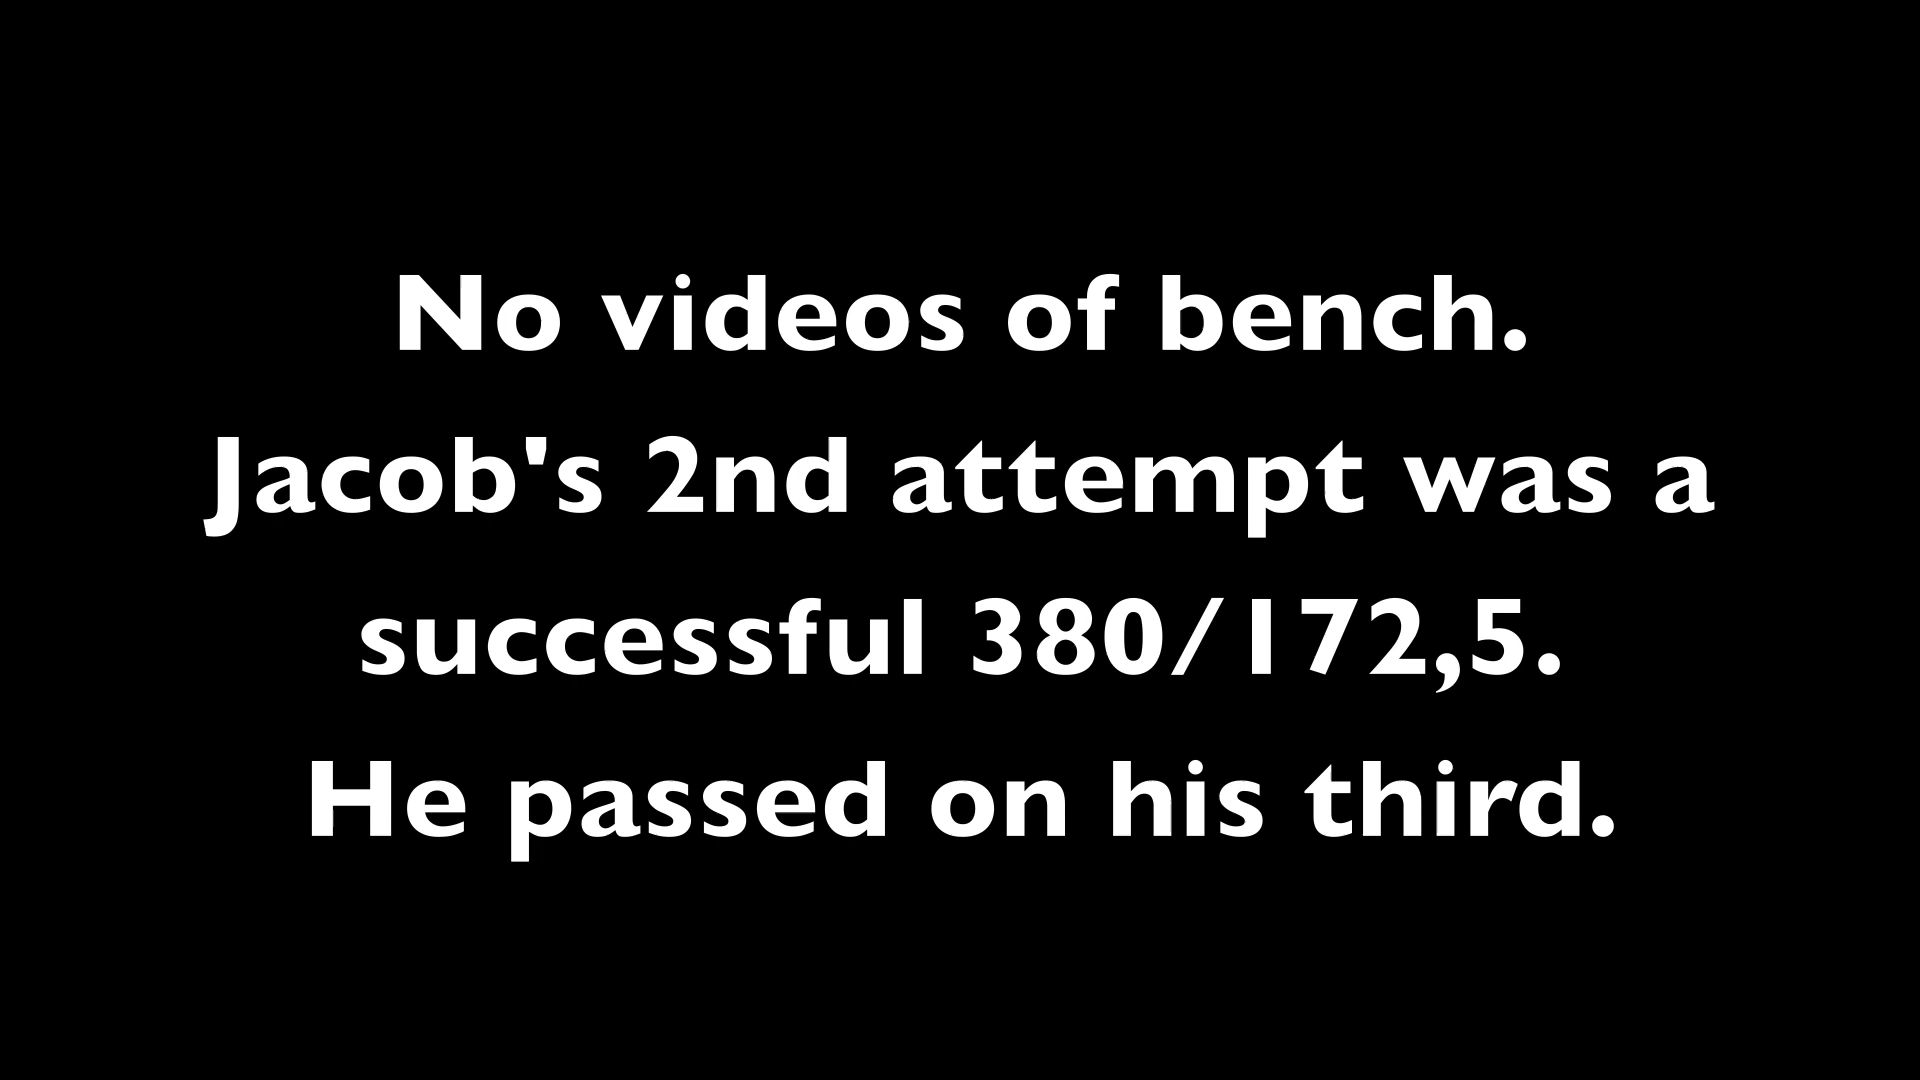 No videos of bench.
Jacob's 2nd attempt was a
successful 380/172,5.
He passed on his third.